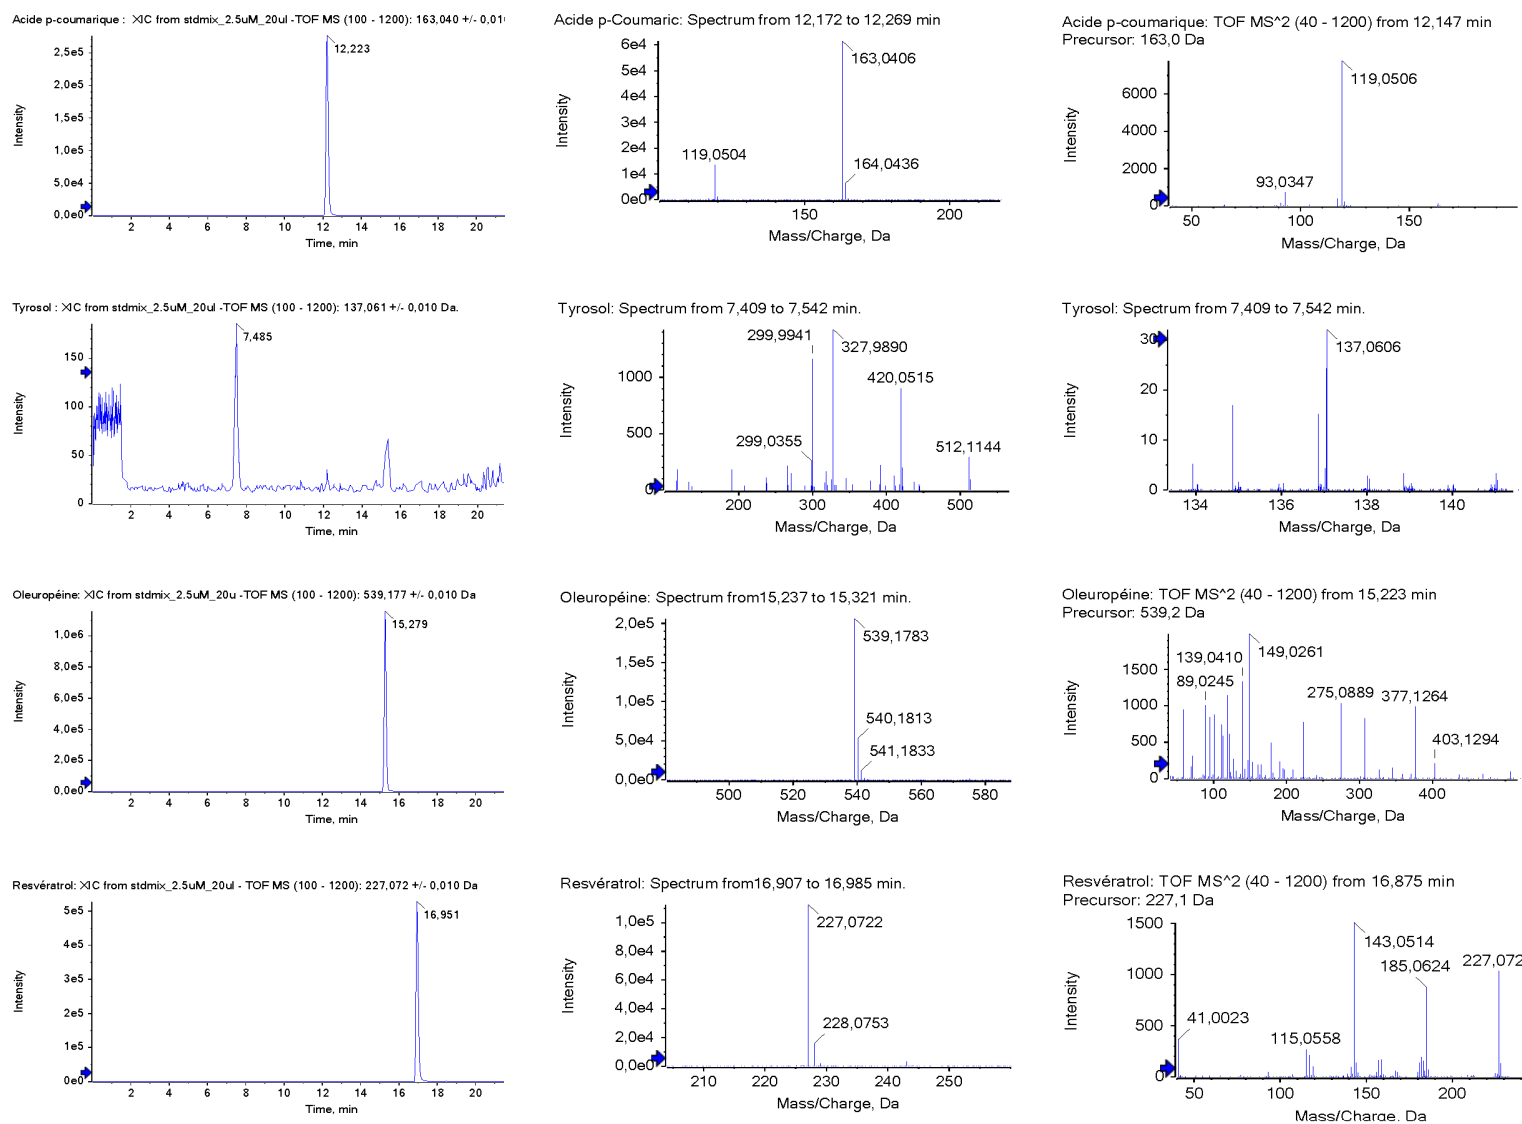 Acide p-coumarique : XIC from stdmix_2.5uM_20ul -TOF MS (100 - 1200): 163,040 +/- 0,01
Intensity
2,5e5
2,0e5
1,5e5
1,0e5
5,0e4
0,0e0
12,223
2 4 6 8 10 12 14 16 18 20
Time, min
Acide p-Coumaric: Spectrum from 12,172 to 12,269 min
Intensity
6e4
5e4
4e4
3e4
2e4
1e4
0e0
163,0406
119,0504
164,0436
150 200
Mass/Charge, Da
Acide p-coumarique: TOF MS^2 (40 - 1200) from 12,147 min
Precursor: 163,0 Da
Intensity
6000
4000
2000
0
119,0506
93,0347
50 100 150
Mass/Charge, Da
Tyrosol : XIC from stdmix_2.5uM_20ul -TOF MS (100 - 1200): 137,061 +/- 0,010 Da.
Intensity
150
100
50
0
7,485
2 4 6 8 10 12 14 16 18 20
Time, min
Tyrosol: Spectrum from 7,409 to 7,542 min.
Intensity
1000
500
0
299,9941
327,9890
420,0515
299,0355
512,1144
200 300 400 500
Mass/Charge, Da
Tyrosol: Spectrum from 7,409 to 7,542 min.
Intensity
30
20
10
0
137,0606
134 136 138 140
Mass/Charge, Da
Oleuropéine: XIC from stdmix_2.5uM_20u -TOF MS (100 - 1200): 539,177 +/- 0,010 Da
Intensity
1,0e6
8,0e5
6,0e5
4,0e5
2,0e5
0,0e0
15,279
2 4 6 8 10 12 14 16 18 20
Time, min
Oleuropéine: Spectrum from15,237 to 15,321 min.
Intensity
2,0e5
1,5e5
1,0e5
5,0e4
0,0e0
539,1783
540,1813
541,1833
500 520 540 560 580
Mass/Charge, Da
Oleuropéine: TOF MS^2 (40 - 1200) from 15,223 min
Precursor: 539,2 Da
Intensity
1500
1000
500
0
139,0410
149,0261
89,0245
275,0889
377,1264
403,1294
100 200 300 400
Mass/Charge, Da
Resvératrol: XIC from stdmix_2.5uM_20ul - TOF MS (100 - 1200): 227,072 +/- 0,010 Da
Intensity
5e5
4e5
3e5
2e5
1e5
0e0
16,951
2 4 6 8 10 12 14 16 18 20
Time, min
Resvératrol: Spectrum from16,907 to 16,985 min.
Intensity
1,0e5
8,0e4
6,0e4
4,0e4
2,0e4
0,0e0
227,0722
228,0753
210 220 230 240 250
Mass/Charge, Da
Resvératrol: TOF MS^2 (40 - 1200) from 16,875 min
Precursor: 227,1 Da
Intensity
1500
1000
500
0
143,0514
185,0624
227,072
41,0023
115,0558
50 100 150 200
Mass/Charge, Da